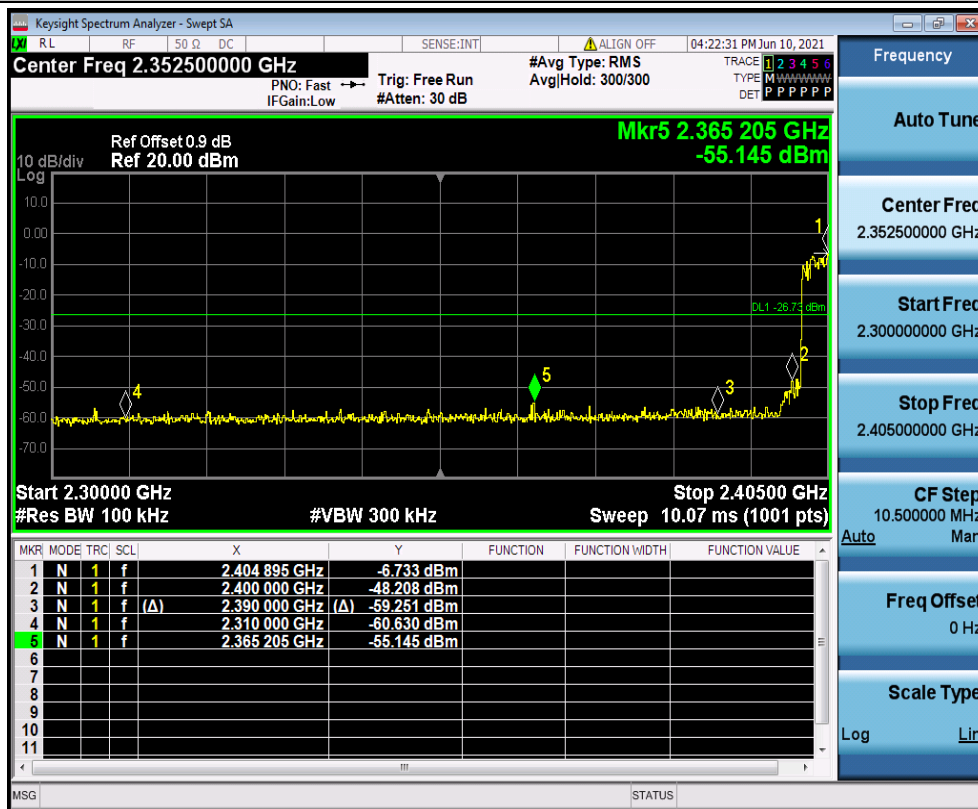 Keysight Spectrum Analyzer - Swept SA
LXI RL RF 50 Ω DC SENSE:INT ALIGN OFF 04:22:31 PM Jun 10, 2021
Center Freq 2.352500000 GHz
PNO: Fast
IFGain:Low
Trig: Free Run
#Atten: 30 dB
#Avg Type: RMS
Avg|Hold: 300/300
TRACE 1 2 3 4 5 6
TYPE M W W W W W
DET P P P P P P
Ref Offset 0.9 dB
Ref 20.00 dBm
10 dB/div
Log
Mkr5 2.365 205 GHz
-55.145 dBm
10.0
0.00
-10.0
-20.0
-30.0
-40.0
-50.0
-60.0
-70.0
1
DL1 -26.73 dBm
2
3
4
5
Start 2.30000 GHz
Stop 2.40500 GHz
#Res BW 100 kHz
#VBW 300 kHz
Sweep 10.07 ms (1001 pts)
MKR MODE TRC SCL X Y FUNCTION FUNCTION WIDTH FUNCTION VALUE
1 N 1 f 2.404 895 GHz -6.733 dBm
2 N 1 f 2.400 000 GHz -48.208 dBm
3 N 1 f (Δ) 2.390 000 GHz (Δ) -59.251 dBm
4 N 1 f 2.310 000 GHz -60.630 dBm
5 N 1 f 2.365 205 GHz -55.145 dBm
6
7
8
9
10
11
MSG
STATUS
Frequency
Auto Tune
Center Freq
2.352500000 GHz
Start Freq
2.300000000 GHz
Stop Freq
2.405000000 GHz
CF Step
10.500000 MHz
Auto Man
Freq Offset
0 Hz
Scale Type
Log Lin